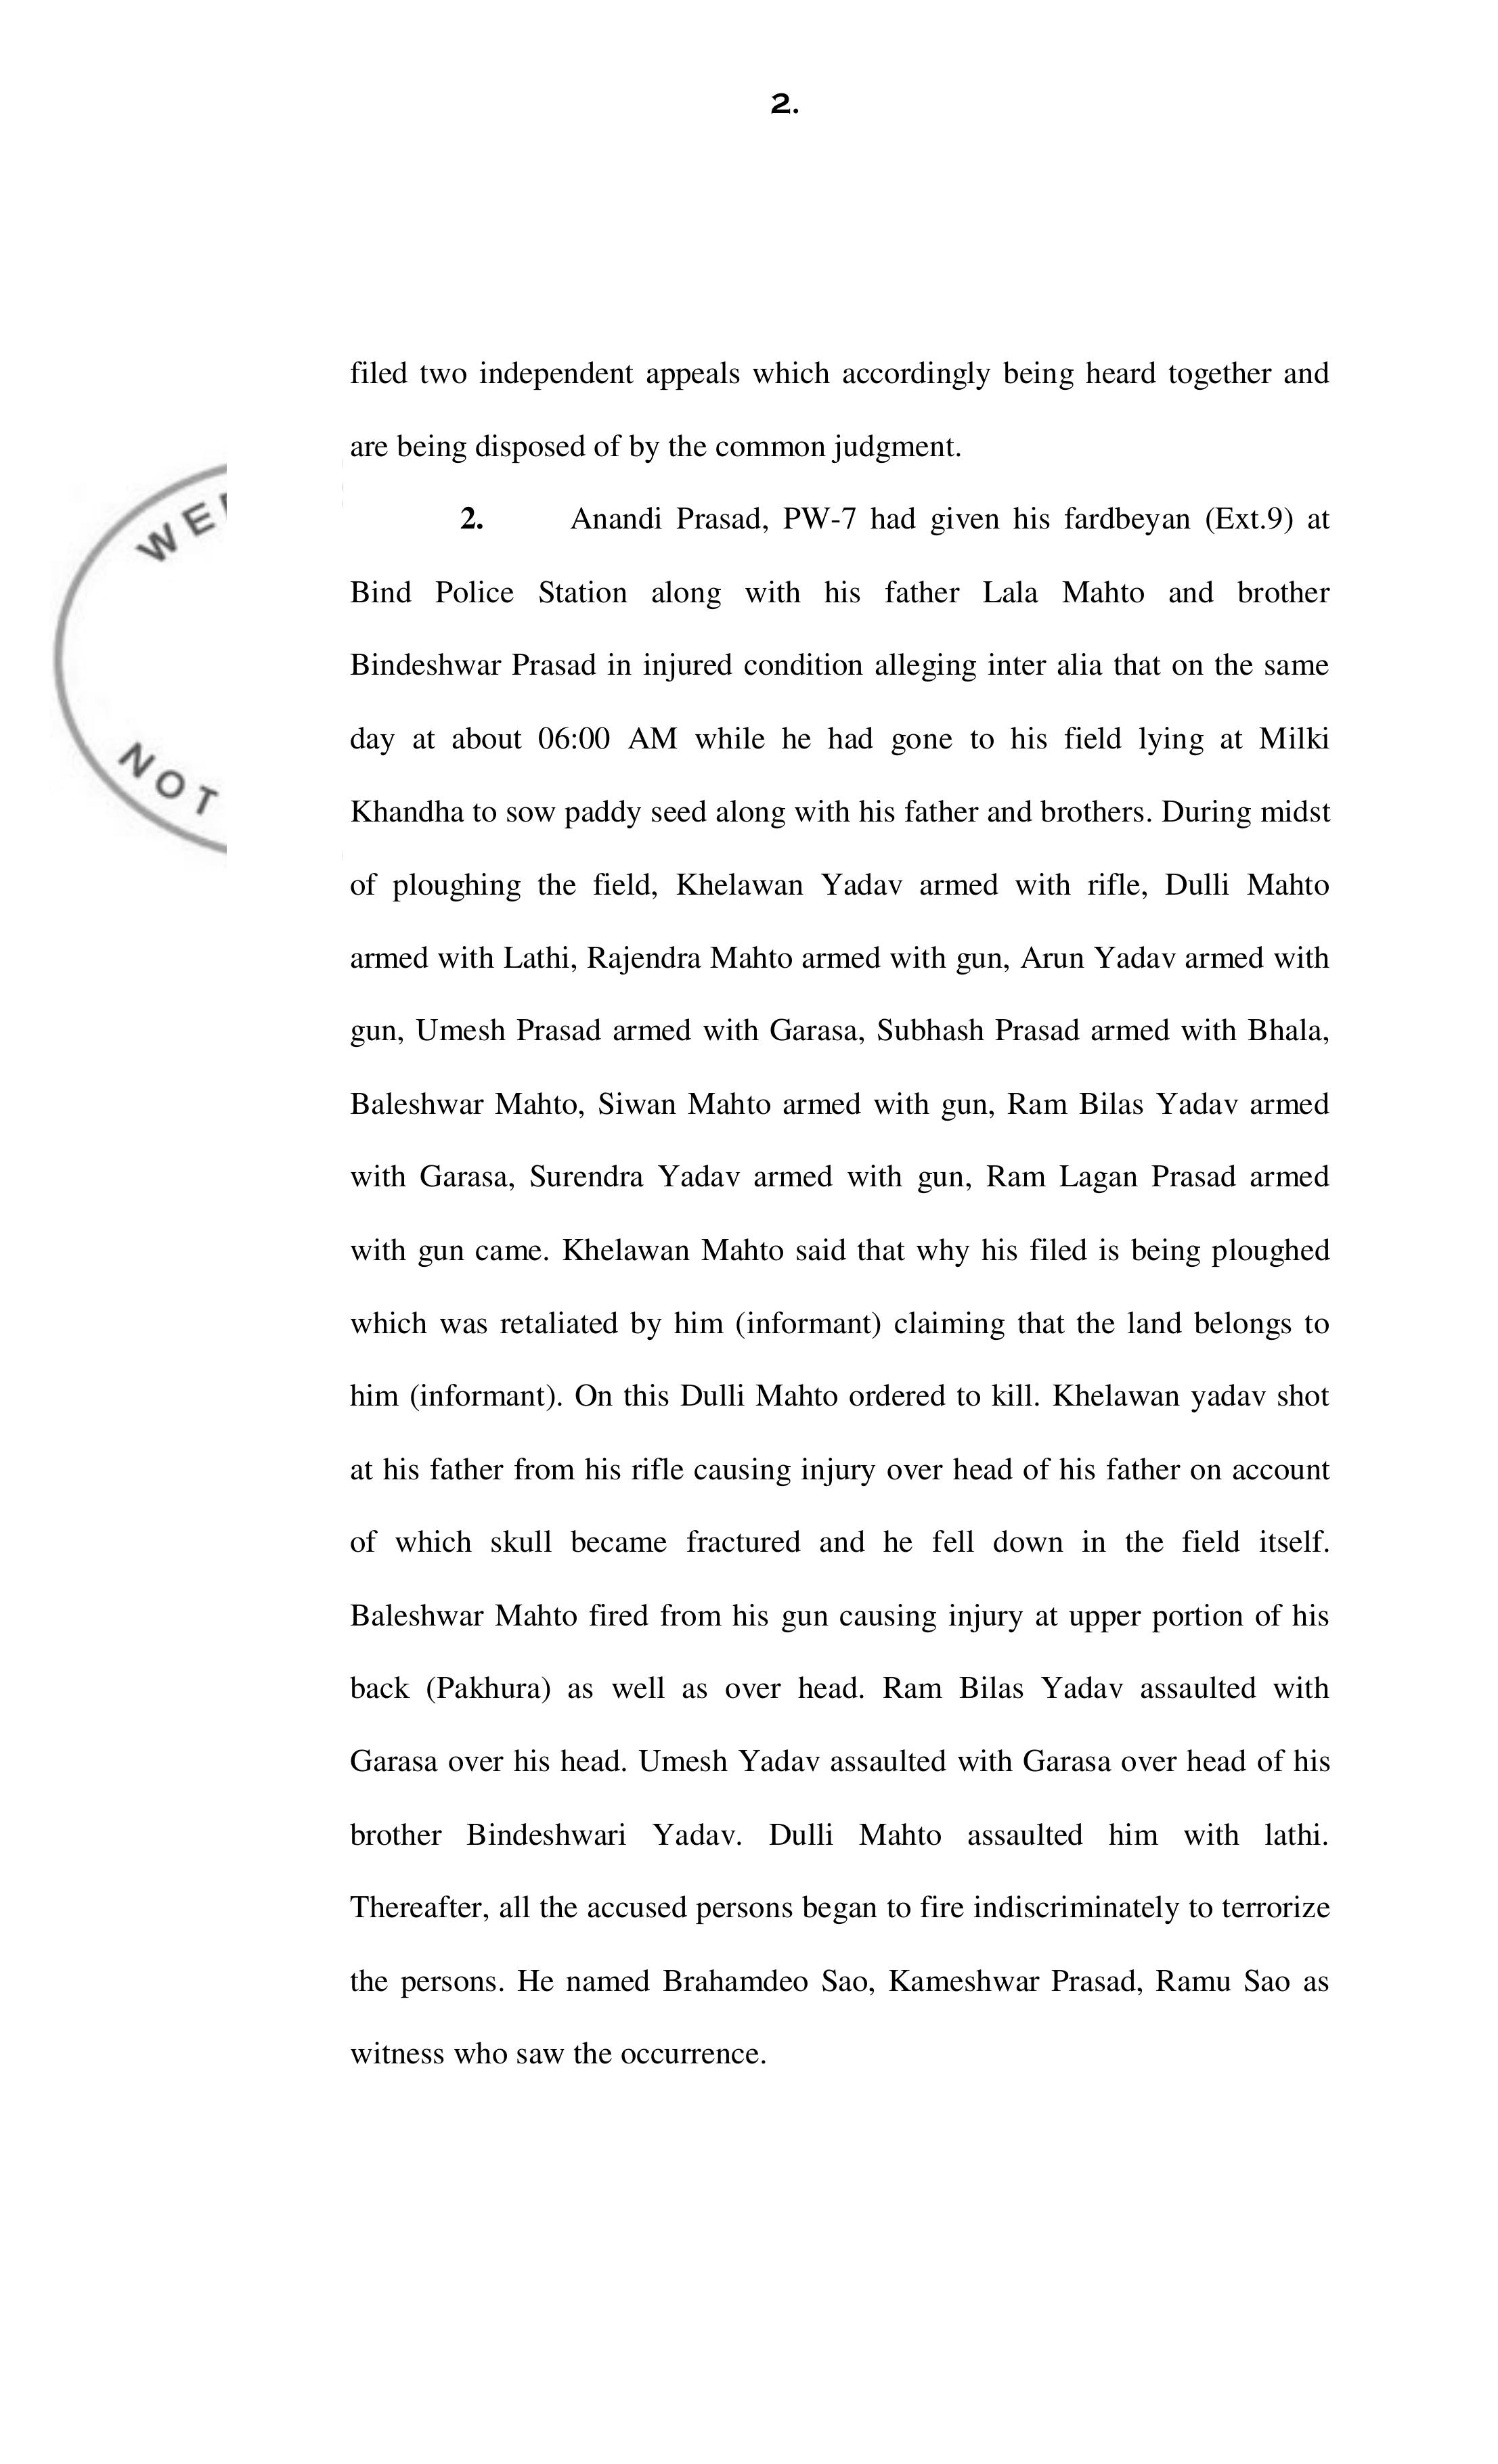 2.
filed two independent appeals which accordingly being heard together and
are being disposed of by the common judgment.
2. Anandi Prasad, PW-7 had given his fardbeyan (Ext.9) at
Bind Police Station along with his father Lala Mahto and brother
Bindeshwar Prasad in injured condition alleging inter alia that on the same
day at about 06:00 AM while he had gone to his field lying at Milki
Khandha to sow paddy seed along with his father and brothers. During midst
of ploughing the field, Khelawan Yadav armed with rifle, Dulli Mahto
armed with Lathi, Rajendra Mahto armed with gun, Arun Yadav armed with
gun, Umesh Prasad armed with Garasa, Subhash Prasad armed with Bhala,
Baleshwar Mahto, Siwan Mahto armed with gun, Ram Bilas Yadav armed
with Garasa, Surendra Yadav armed with gun, Ram Lagan Prasad armed
with gun came. Khelawan Mahto said that why his filed is being ploughed
which was retaliated by him (informant) claiming that the land belongs to
him (informant). On this Dulli Mahto ordered to kill. Khelawan yadav shot
at his father from his rifle causing injury over head of his father on account
of which skull became fractured and he fell down in the field itself.
Baleshwar Mahto fired from his gun causing injury at upper portion of his
back (Pakhura) as well as over head. Ram Bilas Yadav assaulted with
Garasa over his head. Umesh Yadav assaulted with Garasa over head of his
brother Bindeshwari Yadav. Dulli Mahto assaulted him with lathi.
Thereafter, all the accused persons began to fire indiscriminately to terrorize
the persons. He named Brahamdeo Sao, Kameshwar Prasad, Ramu Sao as
witness who saw the occurrence.
NOT